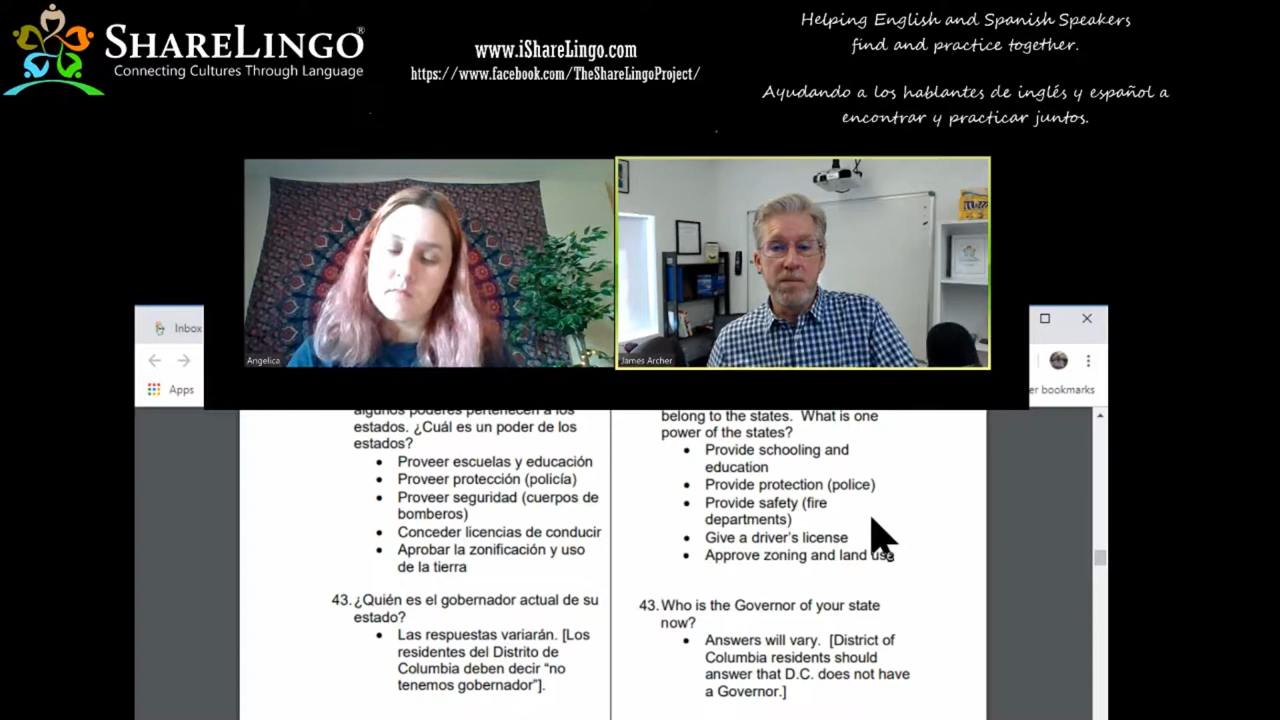 SHARELINGO®
Connecting Cultures Through Language
www.iShareLingo.com
https://www.facebook.com/TheShareLingoProject/
Helping English and Spanish Speakers
find and practice together.
Ayudando a los hablantes de inglés y español a
encontrar y practicar juntos.
Angelica
James Archer
Inbox
Apps
er bookmarks
algunos poderes pertenecen a los
estados. ¿Cuál es un poder de los
estados?
• Proveer escuelas y educación
• Proveer protección (policía)
• Proveer seguridad (cuerpos de
bomberos)
• Conceder licencias de conducir
• Aprobar la zonificación y uso
de la tierra
43. ¿Quién es el gobernador actual de su
estado?
• Las respuestas variarán. [Los
residentes del Distrito de
Columbia deben decir “no
tenemos gobernador”].
belong to the states. What is one
power of the states?
• Provide schooling and
education
• Provide protection (police)
• Provide safety (fire
departments)
• Give a driver’s license
• Approve zoning and land use
43. Who is the Governor of your state
now?
• Answers will vary. [District of
Columbia residents should
answer that D.C. does not have
a Governor.]